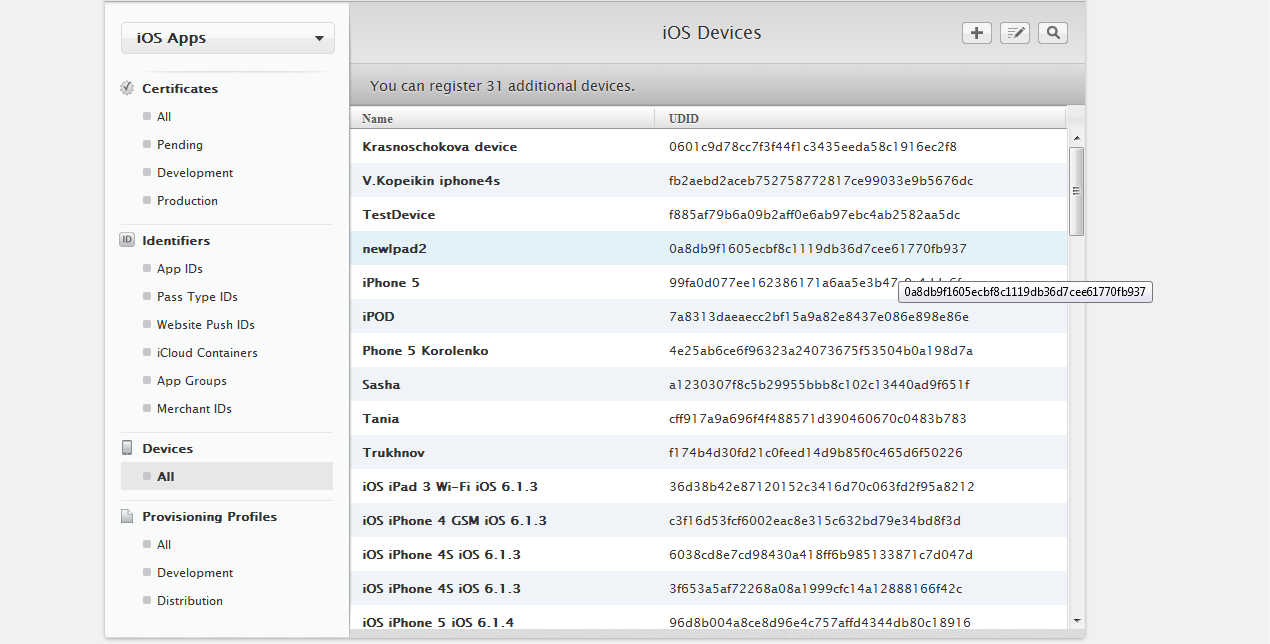 iOS Apps
Certificates
All
Pending
Development
Production
ID Identifiers
App IDs
Pass Type IDs
Website Push IDs
iCloud Containers
App Groups
Merchant IDs
Devices
All
Provisioning Profiles
All
Development
Distribution
iOS Devices
You can register 31 additional devices.
Name UDID
Krasnoschokova device 0601c9d78cc7f3f44f1c3435eeda58c1916ec2f8
V.Kopeikin iphone4s fb2aebd2aceb752758772817ce99033e9b5676dc
TestDevice f885af79b6a09b2aff0e6ab97ebc4ab2582aa5dc
newIpad2 0a8db9f1605ecbf8c1119db36d7cee61770fb937
iPhone 5
0a8db9f1605ecbf8c1119db36d7cee61770fb937
iPOD 7a8313daeaecc2bf15a9a82e8437e086e898e86e
Phone 5 Korolenko 4e25ab6ce6f96323a24073675f53504b0a198d7a
Sasha a1230307f8c5b29955bbb8c102c13440ad9f651f
Tania cff917a9a696f4f488571d390460670c0483b783
Trukhnov f174b4d30fd21c0feed14d9b85f0c465d6f50226
iOS iPad 3 Wi-Fi iOS 6.1.3 36d38b42e87120152c3416d70c063fd2f95a8212
iOS iPhone 4 GSM iOS 6.1.3 c3f16d53fcf6002eac8e315c632bd79e34bd8f3d
iOS iPhone 4S iOS 6.1.3 6038cd8e7cd98430a418ff6b985133871c7d047d
iOS iPhone 4S iOS 6.1.3 3f653a5af72268a08a1999cfc14a12888166f42c
iOS iPhone 5 iOS 6.1.4 96d8b004a8ce8d96e4c757affd4344db80c18916